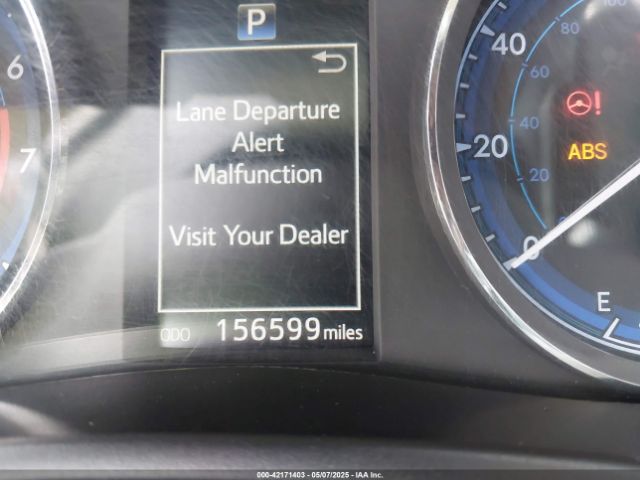 P
Lane Departure
Alert
Malfunction
Visit Your Dealer
ODO 156599 miles
6
7
40
20
0
100
80
60
40
20
ABS
E
000-42171403 - 05/07/2025 - IAA Inc.